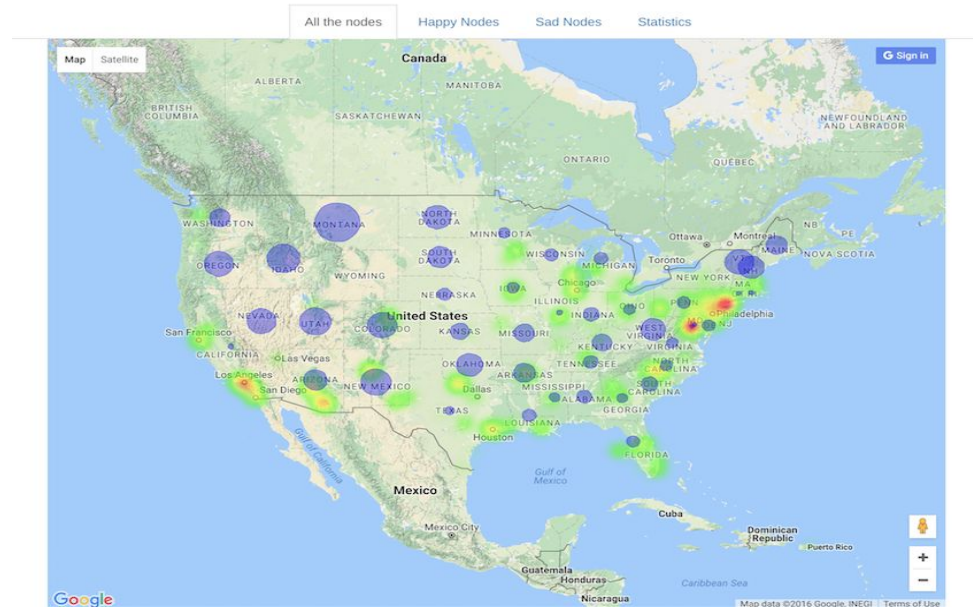 All the nodes
Happy Nodes
Sad Nodes
Statistics
Map
Satellite
Canada
G Sign in
ALBERTA
MANITOBA
BRITISH
COLUMBIA
SASKATCHEWAN
NEWFOUNDLAND
AND LABRADOR
ONTARIO
QUEBEC
WASHINGTON
MONTANA
NORTH
DAKOTA
MINNESOTA
Ottawa
Montreal
NB
PE
MAINE
NOVA SCOTIA
OREGON
IDAHO
SOUTH
DAKOTA
WISCONSIN
MICHIGAN
Toronto
VT
NH
WYOMING
NEW YORK
MA
IOWA
Chicago
NEBRASKA
ILLINOIS
OHIO
PENN
NEVADA
UTAH
COLORADO
United States
INDIANA
Philadelphia
San Francisco
KANSAS
MISSOURI
WEST
VIRGINIA
DE
NJ
CALIFORNIA
Las Vegas
KENTUCKY
VIRGINIA
Los Angeles
ARIZONA
NEW MEXICO
OKLAHOMA
ARKANSAS
TENNESSEE
NORTH
CAROLINA
San Diego
Dallas
MISSISSIPPI
SOUTH
CAROLINA
TEXAS
ALABAMA
GEORGIA
LOUISIANA
Houston
Gulf of
California
FLORIDA
Gulf of
Mexico
Mexico
Cuba
Mexico City
Dominican
Republic
Puerto Rico
Guatemala
Honduras
Caribbean Sea
Nicaragua
Google
Map data ©2016 Google, INEGI
Terms of Use